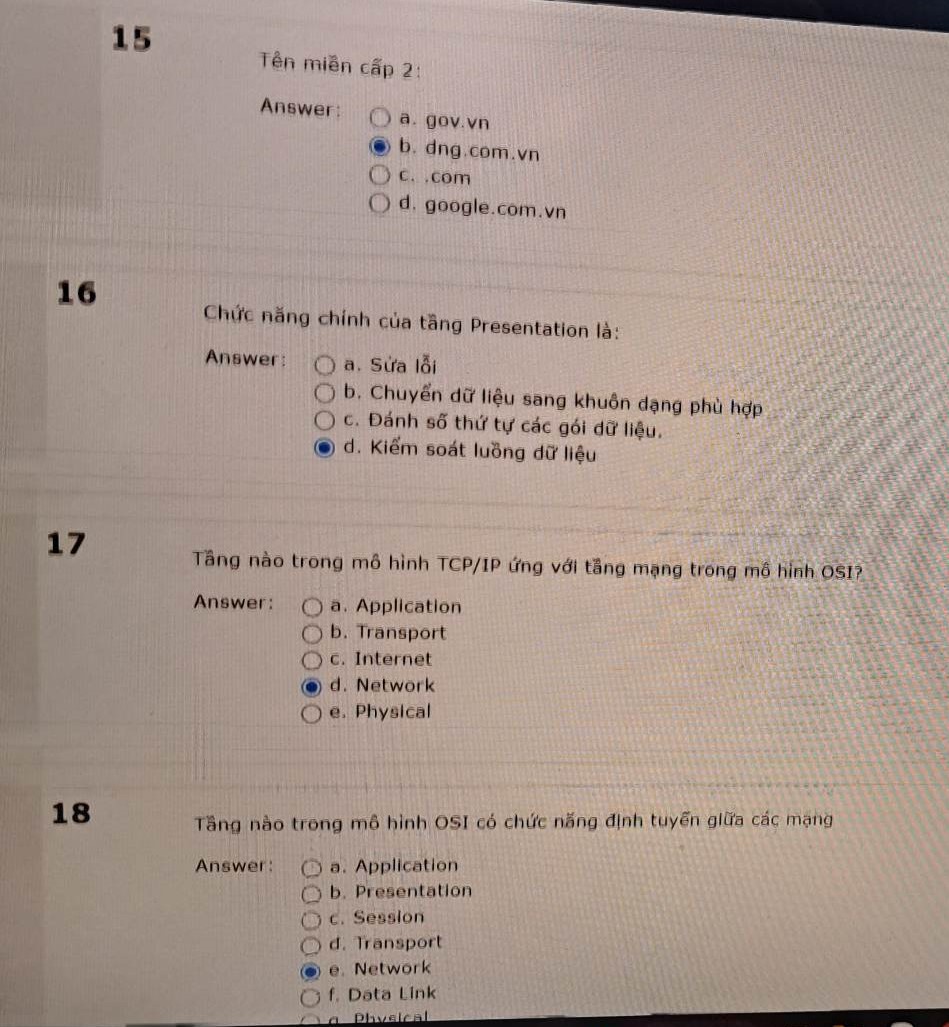 15
Tên miền cấp 2:
Answer:
a. gov.vn
b. dng.com.vn
c. .com
d. google.com.vn
16
Chức năng chính của tầng Presentation là:
Answer:
a. Sửa lỗi
b. Chuyển dữ liệu sang khuôn dạng phù hợp
c. Đánh số thứ tự các gói dữ liệu.
d. Kiểm soát luồng dữ liệu
17
Tầng nào trong mô hình TCP/IP ứng với tầng mạng trong mô hình OSI?
Answer:
a. Application
b. Transport
c. Internet
d. Network
e. Physical
18
Tầng nào trong mô hình OSI có chức năng định tuyến giữa các mạng
Answer:
a. Application
b. Presentation
c. Session
d. Transport
e. Network
f. Data Link
g. Physical